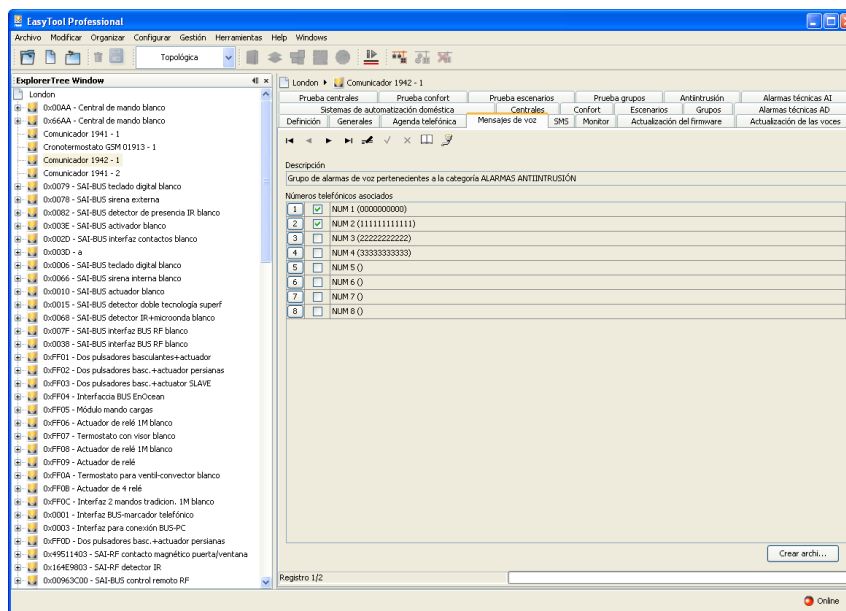 EasyTool Professional
Archivo Modificar Organizar Configurar Gestión Herramientas Help Windows
Topológica
ExplorerTree Window
London
0x00AA - Central de mando blanco
0x66AA - Central de mando blanco
Comunicador 1941 - 1
Cronotermostato GSM 01913 - 1
Comunicador 1942 - 1
Comunicador 1941 - 2
0x0079 - SAI-BUS teclado digital blanco
0x0078 - SAI-BUS sirena externa
0x0082 - SAI-BUS detector de presencia IR blanco
0x003E - SAI-BUS activador blanco
0x002D - SAI-BUS interfaz contactos blanco
0x003D - a
0x0006 - SAI-BUS teclado digital blanco
0x0066 - SAI-BUS sirena interna blanco
0x0010 - SAI-BUS actuador blanco
0x0015 - SAI-BUS detector doble tecnología superf
0x0068 - SAI-BUS detector IR+microonda blanco
0x007F - SAI-BUS interfaz BUS RF blanco
0x0038 - SAI-BUS interfaz BUS RF blanco
0xFF01 - Dos pulsadores basculantes+actuador
0xFF02 - Dos pulsadores basc.+actuador persianas
0xFF03 - Dos pulsadores basc.+actuator SLAVE
0xFF04 - Interfaccia BUS EnOcean
0xFF05 - Módulo mando cargas
0xFF06 - Actuador de relé 1M blanco
0xFF07 - Termostato con visor blanco
0xFF08 - Actuador de relé 1M blanco
0xFF09 - Actuador de relé
0xFF0A - Termostato para ventil-convector blanco
0xFF0B - Actuador de 4 relé
0xFF0C - Interfaz 2 mandos tradicion. 1M blanco
0x0001 - Interfaz BUS-marcador telefónico
0x0003 - Interfaz para conexión BUS-PC
0xFF0D - Dos pulsadores basc.+actuador persianas
0x49511403 - SAI-RF contacto magnético puerta/ventana
0x164E9803 - SAI-RF detector IR
0x00963C00 - SAI-BUS control remoto RF
London Comunicador 1942 - 1
Prueba centrales Prueba confort Prueba escenarios Prueba grupos Antiintrusión Alarmas técnicas AI
Sistemas de automatización doméstica Centrales Confort Escenarios Grupos Alarmas técnicas AD
Definición Generales Agenda telefónica Mensajes de voz SMS Monitor Actualización del firmware Actualización de las voces
Descripción
Grupo de alarmas de voz pertenecientes a la categoría ALARMAS ANTIINTRUSIÓN
Números telefónicos asociados
1 NUM 1 (0000000000)
2 NUM 2 (111111111111)
3 NUM 3 (22222222222)
4 NUM 4 (33333333333)
5 NUM 5 ()
6 NUM 6 ()
7 NUM 7 ()
8 NUM 8 ()
Crear archi...
Registro 1/2
Online